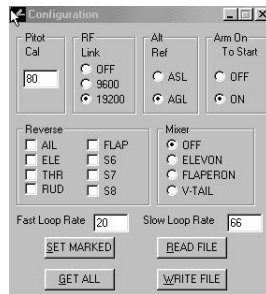 Configuration
Pitot Cal
RF Link
Alt Ref
Arm On To Start
80
OFF
9600
19200
ASL
AGL
OFF
ON
Reverse
AIL
ELE
THR
RUD
FLAP
S6
S7
S8
Mixer
OFF
ELEVON
FLAPERON
V-TAIL
Fast Loop Rate 20 Slow Loop Rate 66
SET MARKED READ FILE
GET ALL WRITE FILE